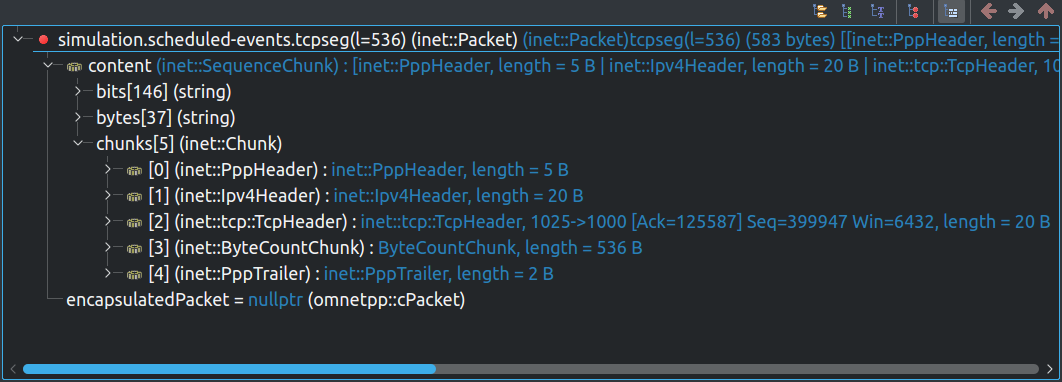 simulation.scheduled-events.tcpseg(l=536) (inet::Packet) (inet::Packet)tcpseg(l=536) (583 bytes) [[inet::PppHeader, length =
content (inet::SequenceChunk) : [inet::PppHeader, length = 5 B | inet::Ipv4Header, length = 20 B | inet::tcp::TcpHeader, 10
bits[146] (string)
bytes[37] (string)
chunks[5] (inet::Chunk)
[0] (inet::PppHeader) : inet::PppHeader, length = 5 B
[1] (inet::Ipv4Header) : inet::Ipv4Header, length = 20 B
[2] (inet::tcp::TcpHeader) : inet::tcp::TcpHeader, 1025->1000 [Ack=125587] Seq=399947 Win=6432, length = 20 B
[3] (inet::ByteCountChunk) : ByteCountChunk, length = 536 B
[4] (inet::PppTrailer) : inet::PppTrailer, length = 2 B
encapsulatedPacket = nullptr (omnetpp::cPacket)